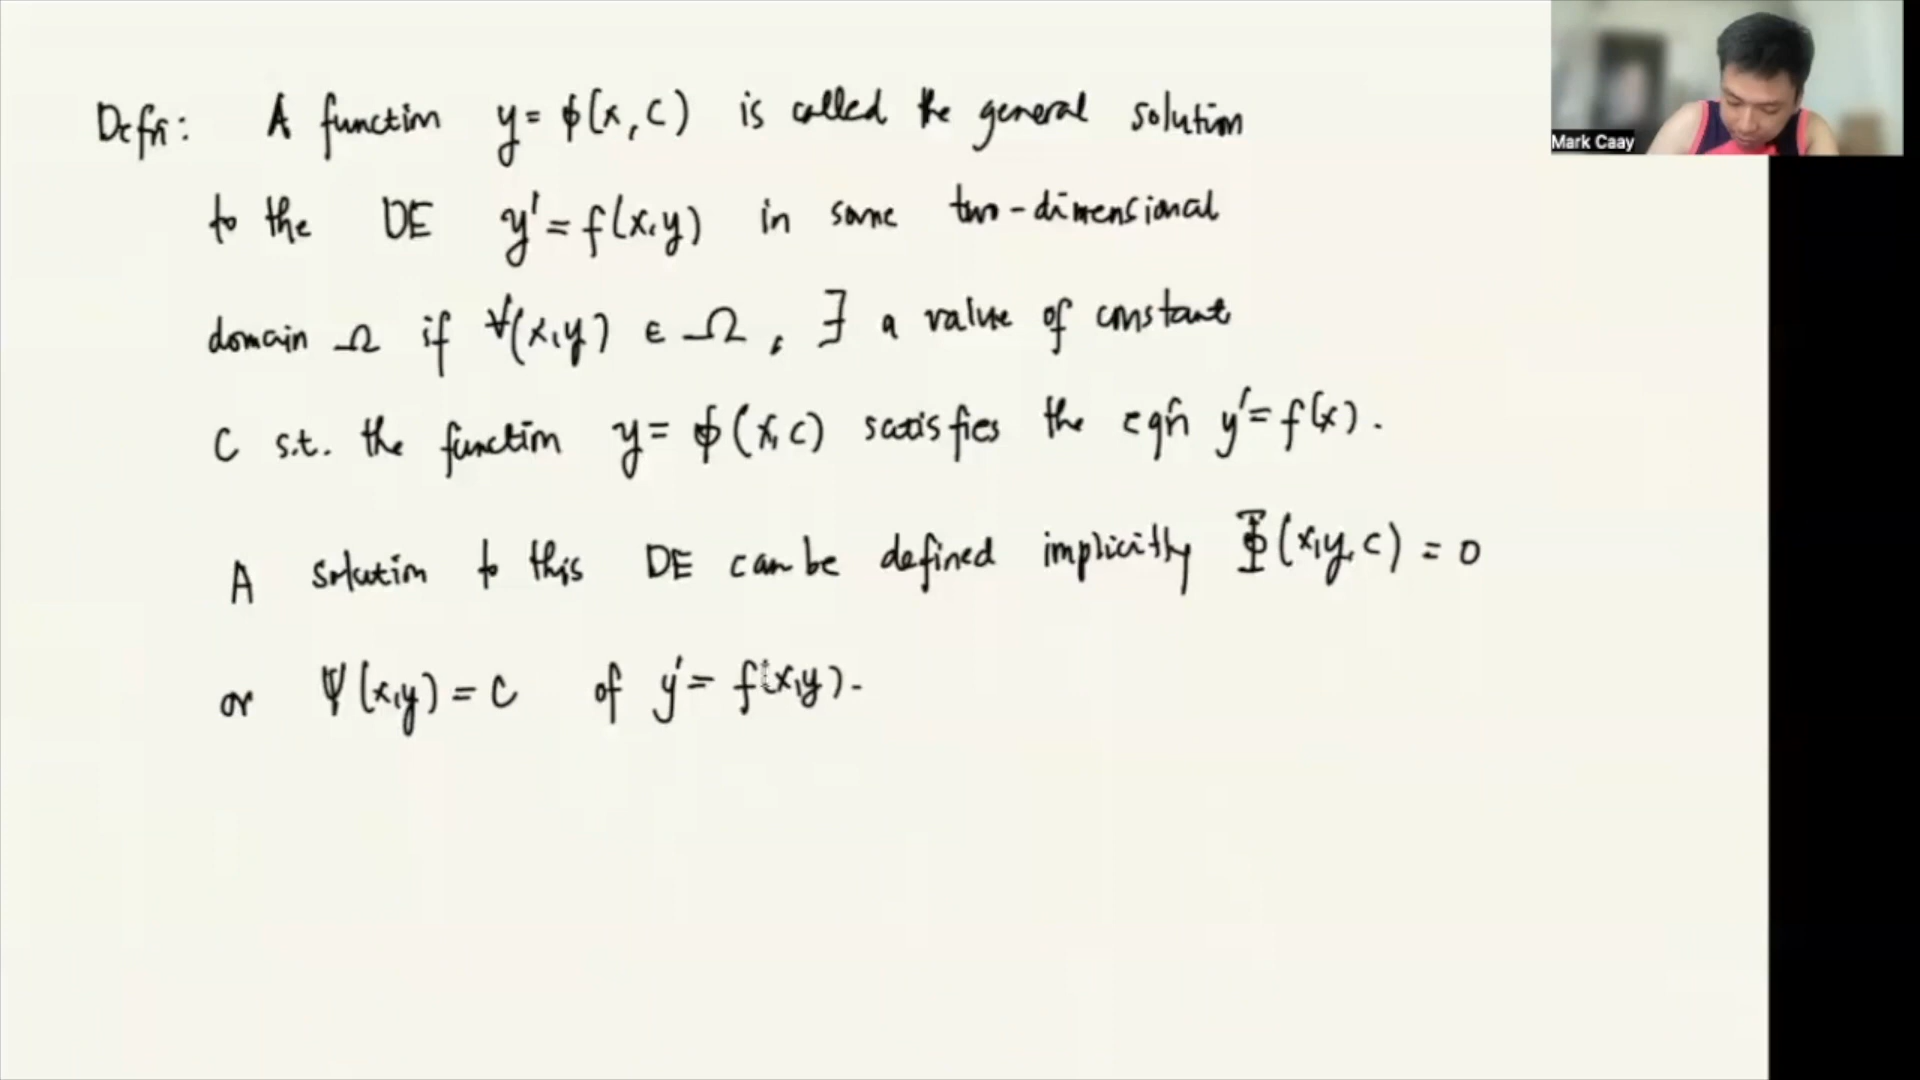 Defn: A function y = ϕ(x, C) is called the general solution
to the DE y' = f(x,y) in some two-dimensional
domain Ω if ∀(x,y) ∈ Ω, ∃ a value of constant
C s.t. the function y = ϕ(x, C) satisfies the eqn y' = f(x).
A solution to this DE can be defined implicitly Φ(x,y,C) = 0
or Ψ(x,y) = C of y' = f(x,y).
Mark Caay